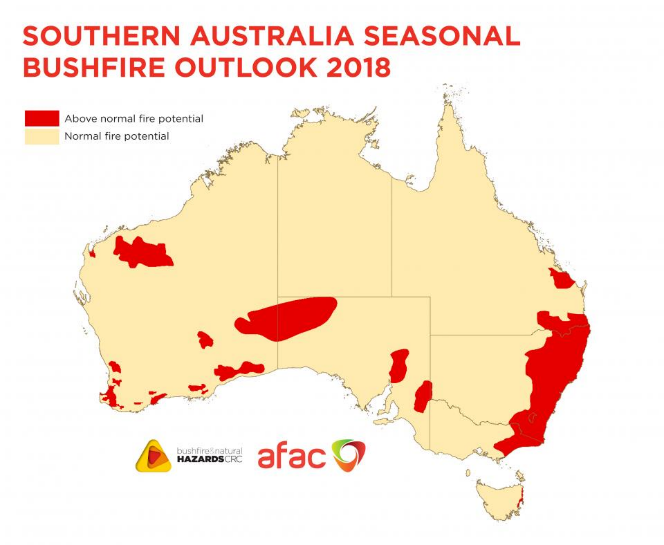 SOUTHERN AUSTRALIA SEASONAL
BUSHFIRE OUTLOOK 2018
Above normal fire potential
Normal fire potential
bushfire&natural
HAZARDSCRC
afac